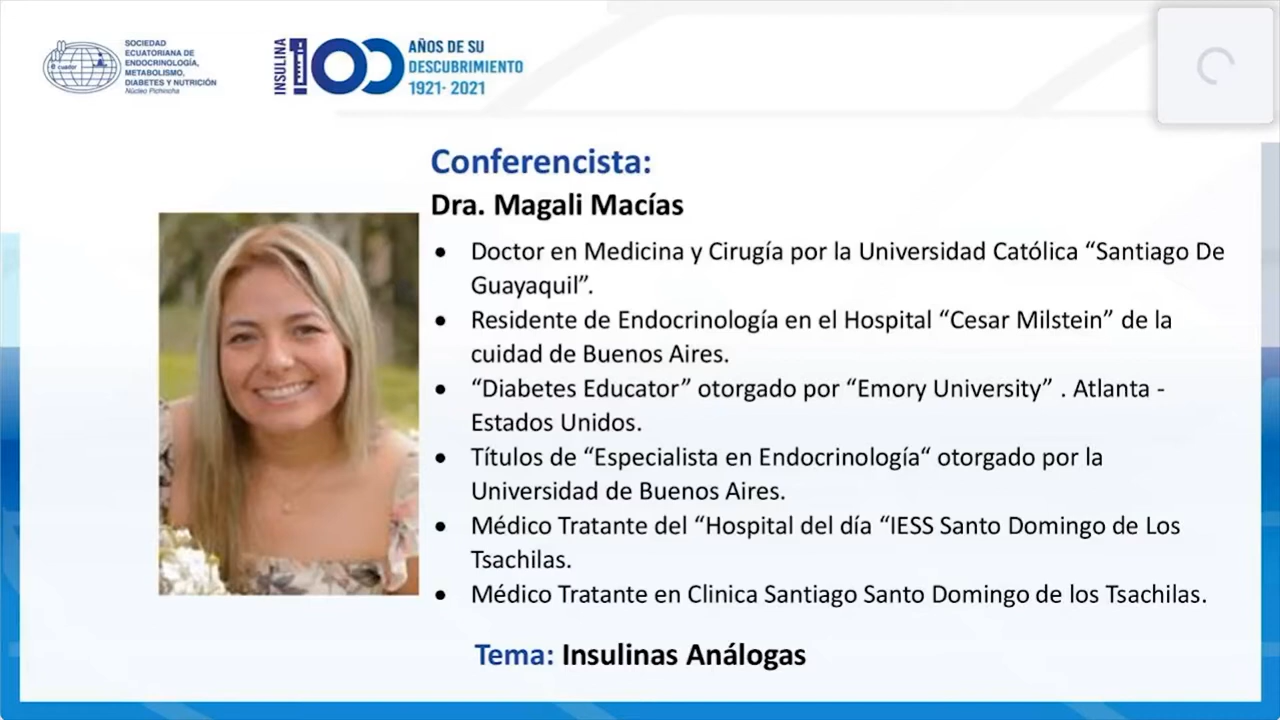 SOCIEDAD
ECUATORIANA DE
ENDOCRINOLOGÍA,
METABOLISMO,
DIABETES Y NUTRICIÓN
Núcleo Pichincha
ecuador
INSULINA
100
AÑOS DE SU
DESCUBRIMIENTO
1921- 2021
Conferencista:
Dra. Magali Macías
• Doctor en Medicina y Cirugía por la Universidad Católica “Santiago De
Guayaquil”.
• Residente de Endocrinología en el Hospital “Cesar Milstein” de la
cuidad de Buenos Aires.
• “Diabetes Educator” otorgado por “Emory University” . Atlanta -
Estados Unidos.
• Títulos de “Especialista en Endocrinología“ otorgado por la
Universidad de Buenos Aires.
• Médico Tratante del “Hospital del día “IESS Santo Domingo de Los
Tsachilas.
• Médico Tratante en Clinica Santiago Santo Domingo de los Tsachilas.
Tema: Insulinas Análogas